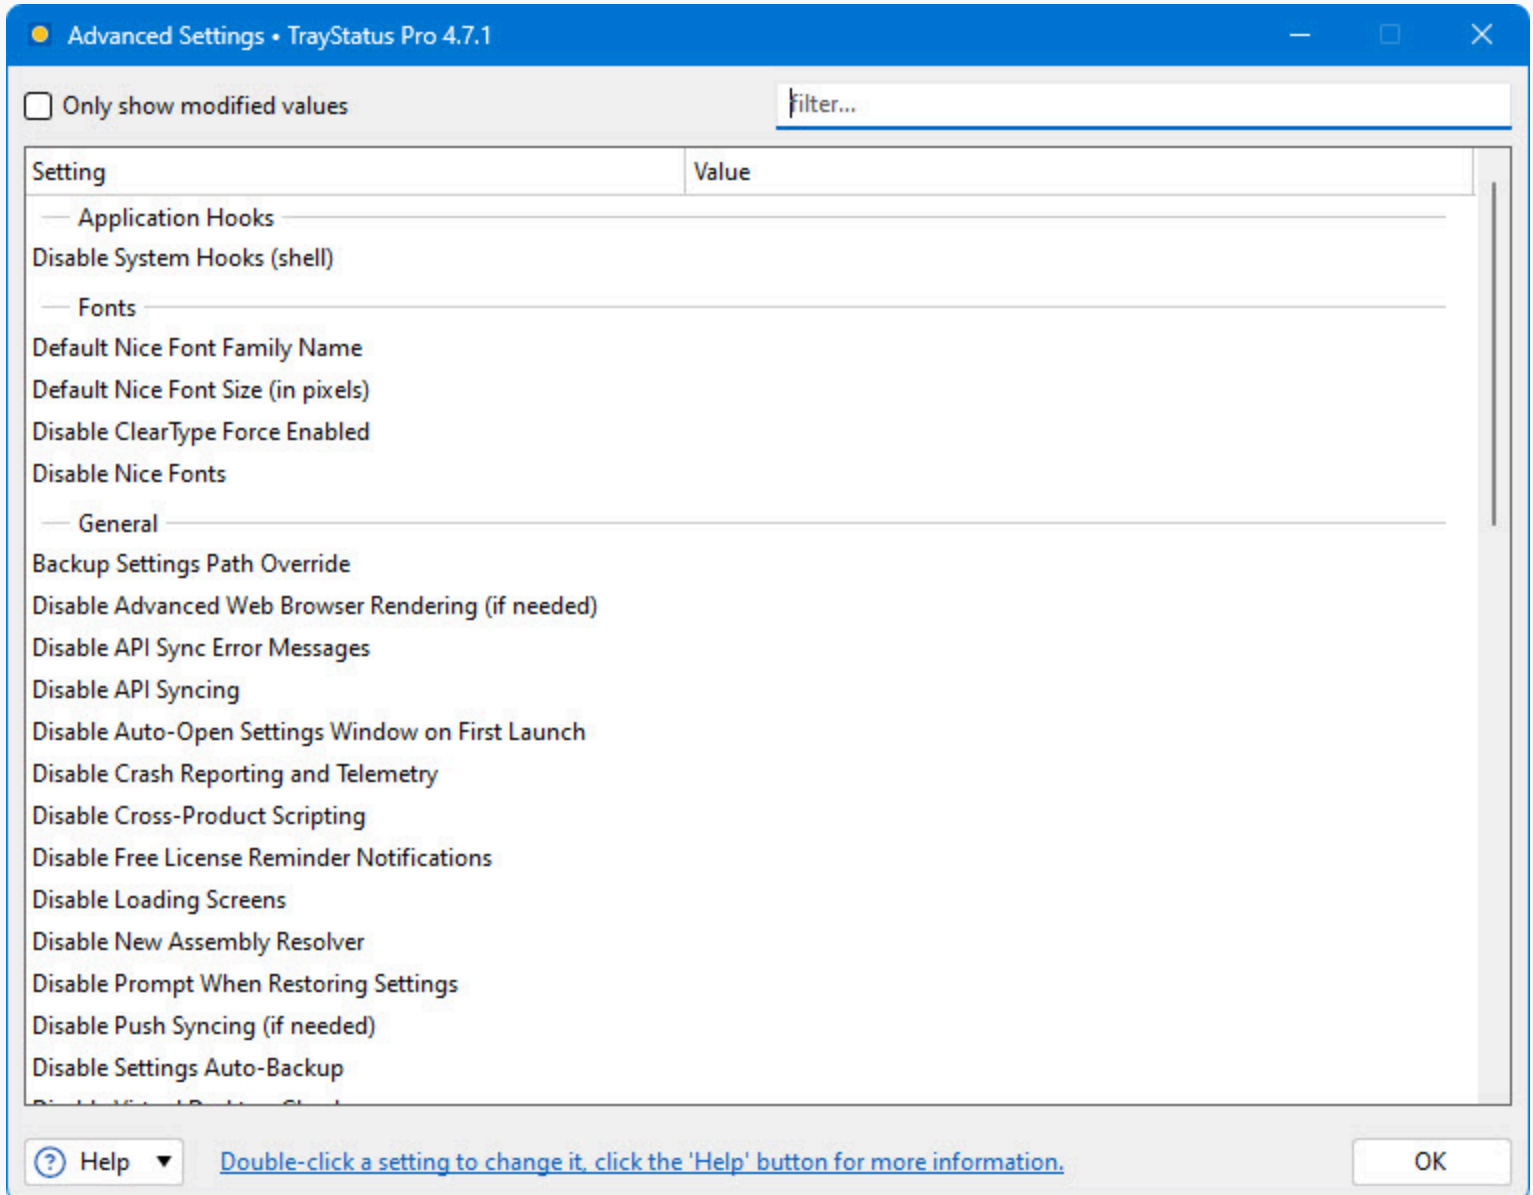 Advanced Settings • TrayStatus Pro 4.7.1
Only show modified values
filter...
Setting Value
Application Hooks
Disable System Hooks (shell)
Fonts
Default Nice Font Family Name
Default Nice Font Size (in pixels)
Disable ClearType Force Enabled
Disable Nice Fonts
General
Backup Settings Path Override
Disable Advanced Web Browser Rendering (if needed)
Disable API Sync Error Messages
Disable API Syncing
Disable Auto-Open Settings Window on First Launch
Disable Crash Reporting and Telemetry
Disable Cross-Product Scripting
Disable Free License Reminder Notifications
Disable Loading Screens
Disable New Assembly Resolver
Disable Prompt When Restoring Settings
Disable Push Syncing (if needed)
Disable Settings Auto-Backup
Help
Double-click a setting to change it, click the 'Help' button for more information.
OK